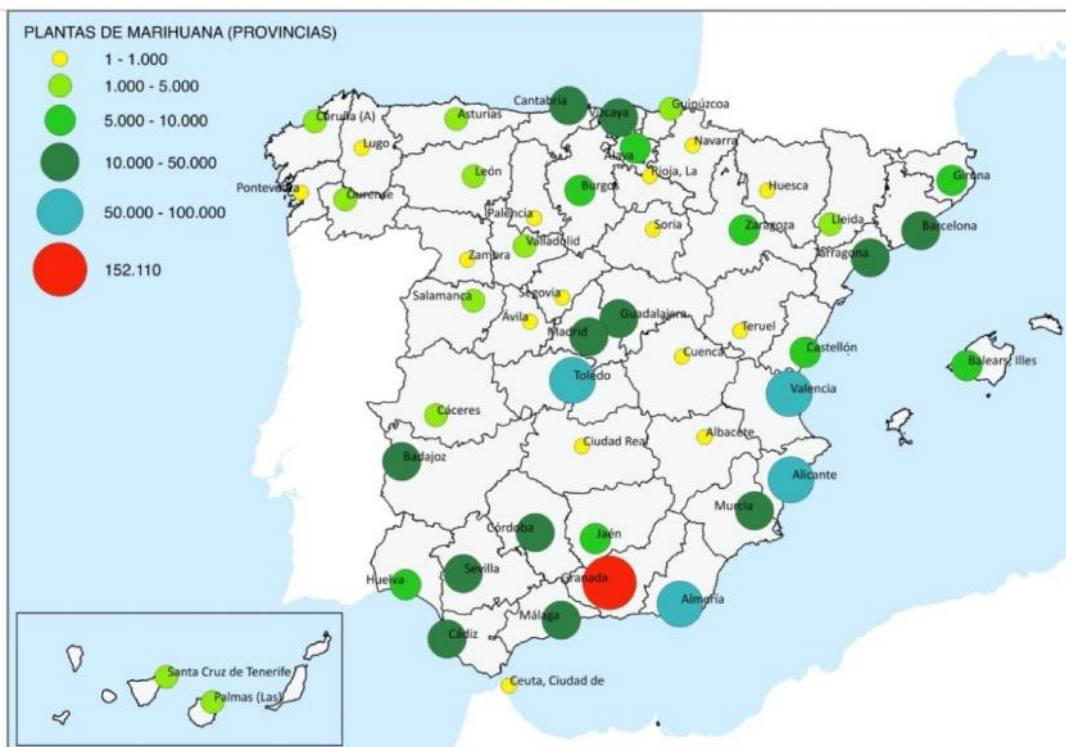 PLANTAS DE MARIHUANA (PROVINCIAS)
1 - 1.000
1.000 - 5.000
5.000 - 10.000
10.000 - 50.000
50.000 - 100.000
152.110
Cantabria
Vizcaya
Guipúzcoa
Coruña (A)
Asturias
Lugo
Álava
Navarra
Pontevedra
Ourense
León
Burgos
Rioja, La
Huesca
Girona
Palencia
Soria
Zaragoza
Lleida
Barcelona
Valladolid
Zamora
Tarragona
Salamanca
Segovia
Ávila
Madrid
Guadalajara
Teruel
Cuenca
Castellón
Balears, Illes
Toledo
Valencia
Cáceres
Ciudad Real
Albacete
Badajoz
Alicante
Murcia
Córdoba
Jaén
Sevilla
Huelva
Granada
Almería
Málaga
Cádiz
Santa Cruz de Tenerife
Palmas (Las)
Ceuta, Ciudad de